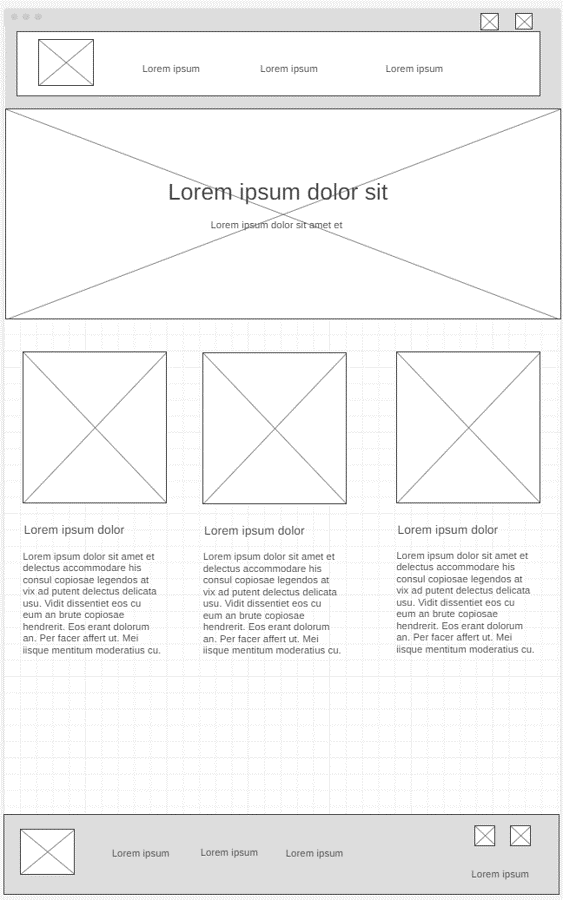 Lorem ipsum
Lorem ipsum
Lorem ipsum
Lorem ipsum dolor sit
Lorem ipsum dolor sit amet et
Lorem ipsum dolor
Lorem ipsum dolor sit amet et
delectus accommodare his
consul copiosae legendos at
vix ad putent delectus delicata
usu. Vidit dissentiet eos cu
eum an brute copiosae
hendrerit. Eos erant dolorum
an. Per facer affert ut. Mei
iisque mentitum moderatius cu.
Lorem ipsum dolor
Lorem ipsum dolor sit amet et
delectus accommodare his
consul copiosae legendos at
vix ad putent delectus delicata
usu. Vidit dissentiet eos cu
eum an brute copiosae
hendrerit. Eos erant dolorum
an. Per facer affert ut. Mei
iisque mentitum moderatius cu.
Lorem ipsum dolor
Lorem ipsum dolor sit amet et
delectus accommodare his
consul copiosae legendos at
vix ad putent delectus delicata
usu. Vidit dissentiet eos cu
eum an brute copiosae
hendrerit. Eos erant dolorum
an. Per facer affert ut. Mei
iisque mentitum moderatius cu.
Lorem ipsum
Lorem ipsum
Lorem ipsum
Lorem ipsum